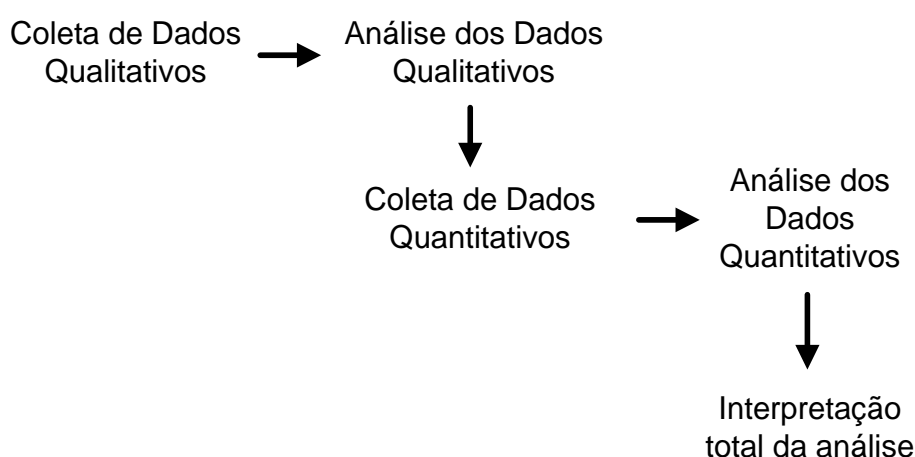 Coleta de Dados
Qualitativos
Análise dos Dados
Qualitativos
Coleta de Dados
Quantitativos
Análise dos
Dados
Quantitativos
Interpretação
total da análise